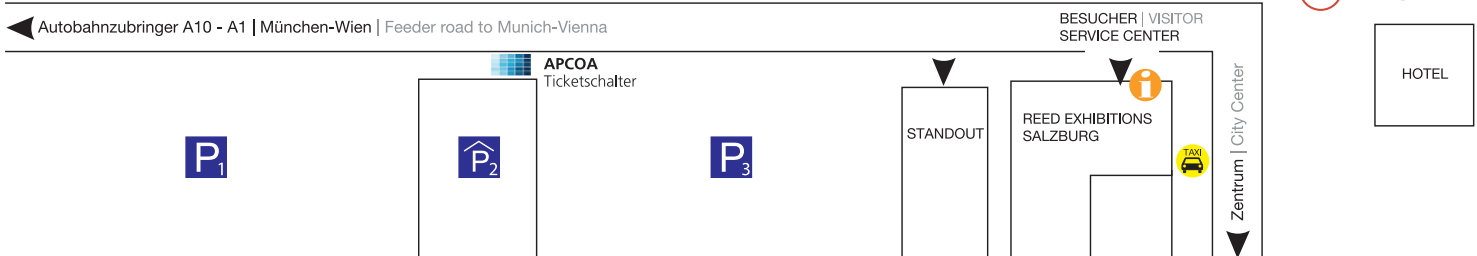 Autobahnzubringer A10 - A1 | München-Wien | Feeder road to Munich-Vienna
BESUCHER | VISITOR
SERVICE CENTER
APCOA
Ticketschalter
P1
P2
P3
STANDOUT
i
REED EXHIBITIONS
SALZBURG
TAXI
Zentrum | City Center
HOTEL